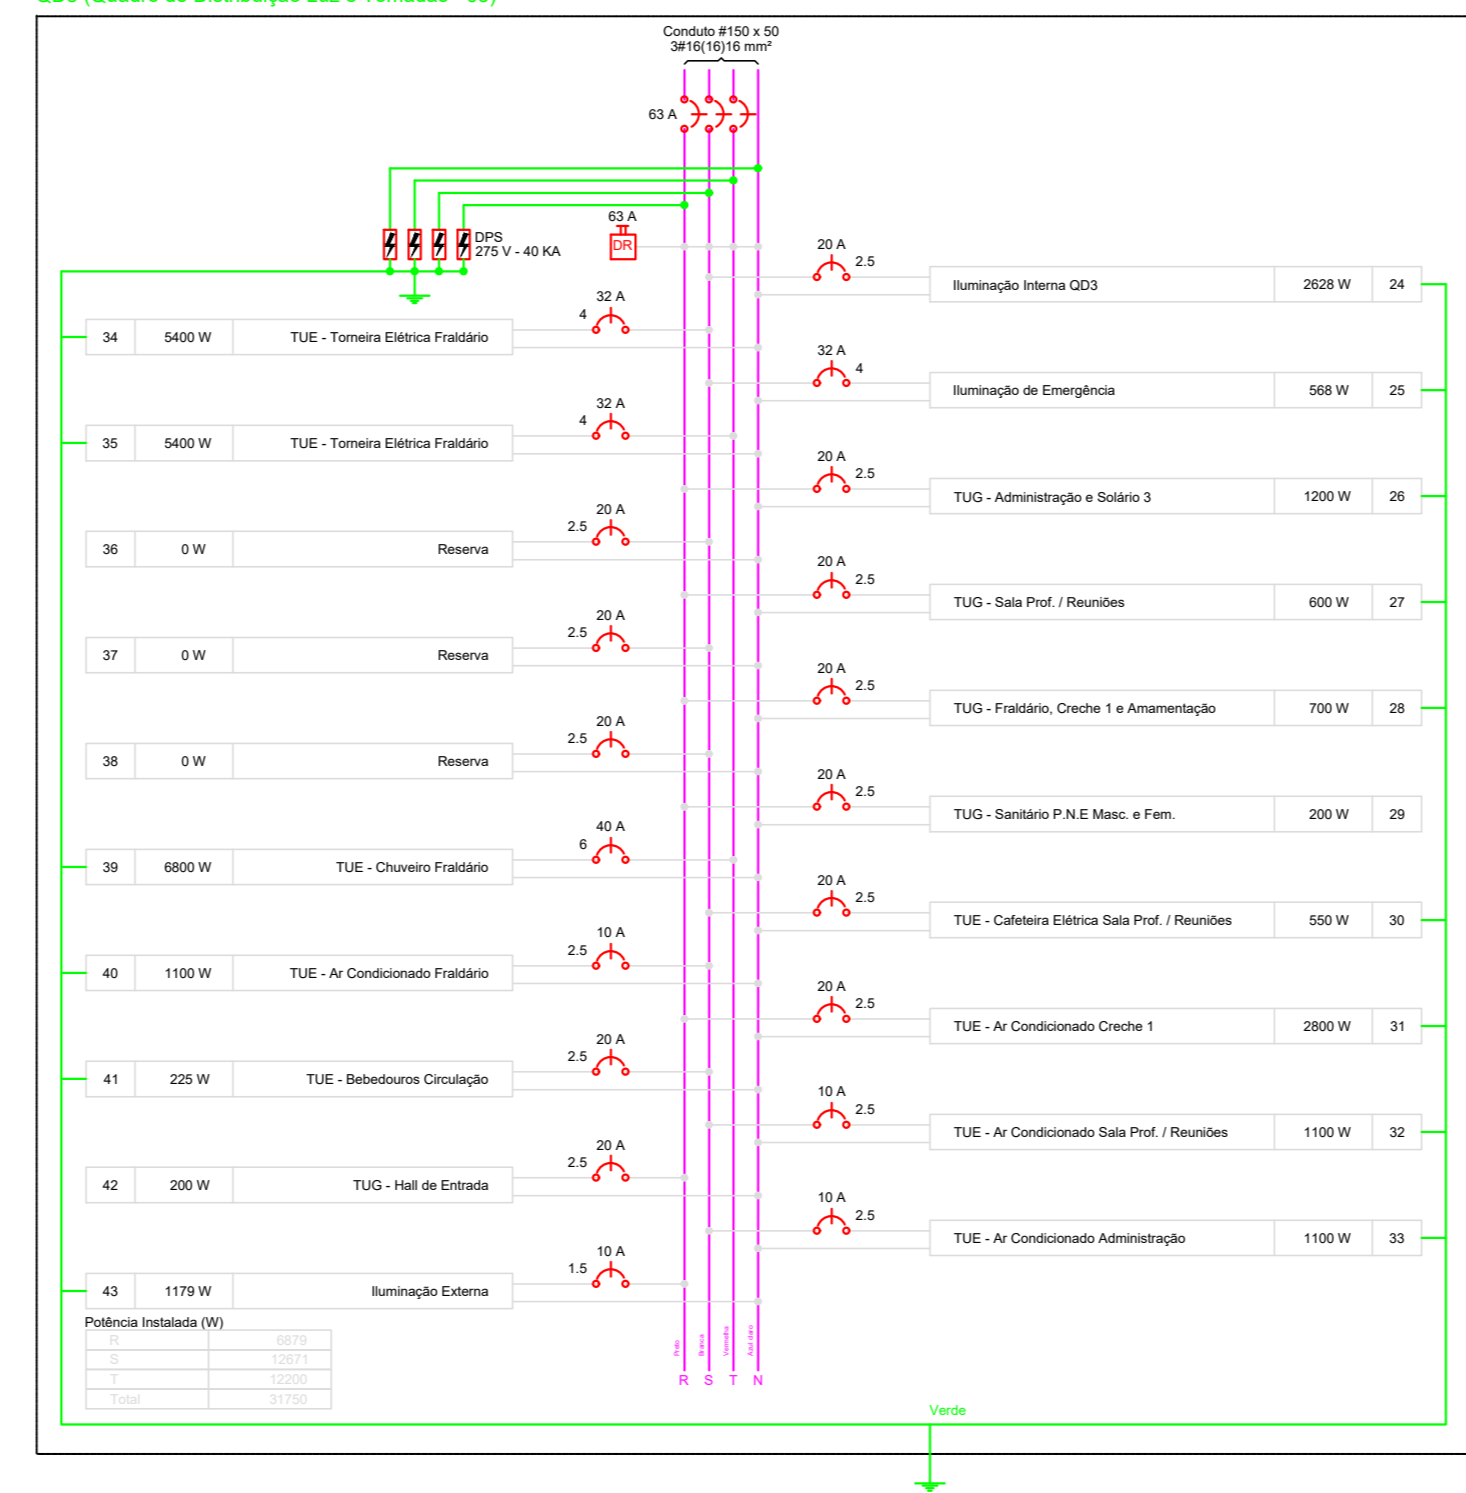 Conduto #150 x 50
3#16(16)16 mm²
63 A
DPS
275 V - 40 KA
63 A
DR
20 A
2.5
Iluminação Interna QD3 2628 W 24
32 A
4
34 5400 W TUE - Torneira Elétrica Fraldário
32 A
4
Iluminação de Emergência 568 W 25
32 A
4
35 5400 W TUE - Torneira Elétrica Fraldário
20 A
2.5
TUG - Administração e Solário 3 1200 W 26
20 A
2.5
36 0 W Reserva
20 A
2.5
TUG - Sala Prof. / Reuniões 600 W 27
20 A
2.5
37 0 W Reserva
20 A
2.5
TUG - Fraldário, Creche 1 e Amamentação 700 W 28
20 A
2.5
38 0 W Reserva
20 A
2.5
TUG - Sanitário P.N.E Masc. e Fem. 200 W 29
40 A
6
39 6800 W TUE - Chuveiro Fraldário
20 A
2.5
TUE - Cafeteira Elétrica Sala Prof. / Reuniões 550 W 30
10 A
2.5
40 1100 W TUE - Ar Condicionado Fraldário
20 A
2.5
TUE - Ar Condicionado Creche 1 2800 W 31
20 A
2.5
41 225 W TUE - Bebedouros Circulação
10 A
2.5
TUE - Ar Condicionado Sala Prof. / Reuniões 1100 W 32
20 A
2.5
42 200 W TUG - Hall de Entrada
10 A
2.5
TUE - Ar Condicionado Administração 1100 W 33
10 A
1.5
43 1179 W Iluminação Externa
Potência Instalada (W)
R 6879
S 12671
T 12200
Total 31750
Preto
Branca
Vermelha
Azul claro
R S T N
Verde